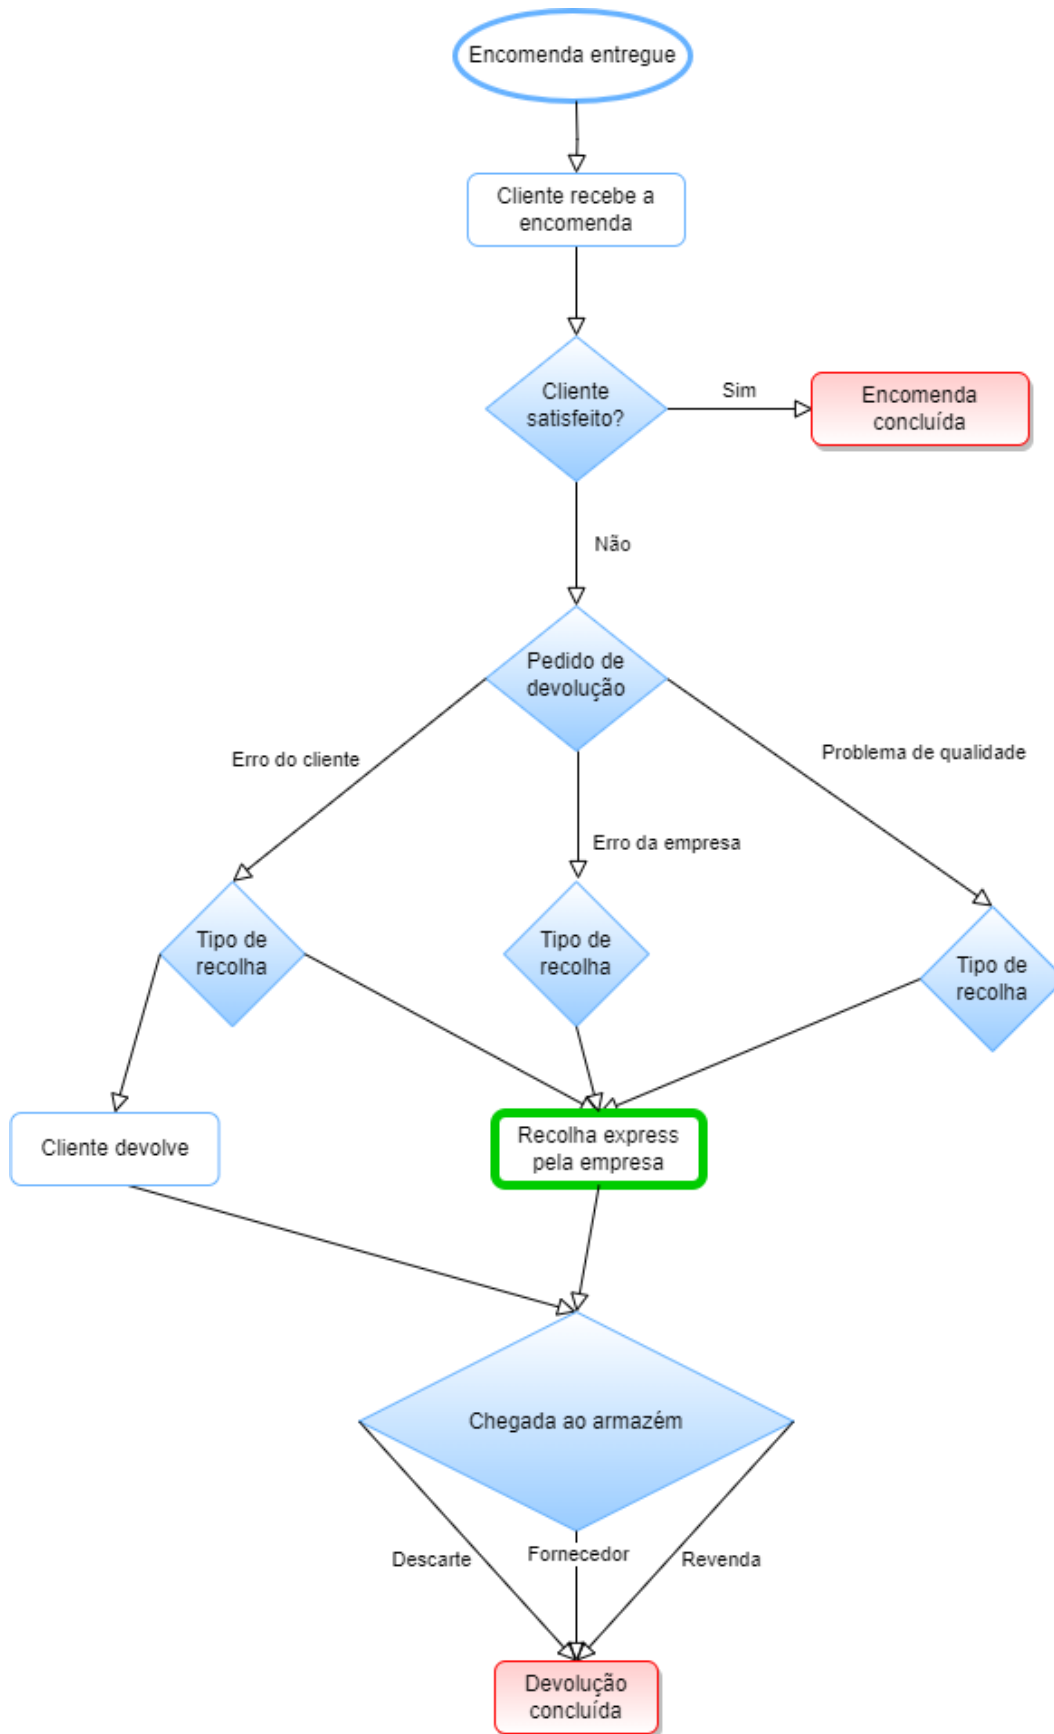 Encomenda entregue
Cliente recebe a
encomenda
Cliente
satisfeito?
Sim
Encomenda
concluída
Não
Pedido de
devolução
Erro do cliente
Problema de qualidade
Erro da empresa
Tipo de
recolha
Tipo de
recolha
Tipo de
recolha
Cliente devolve
Recolha express
pela empresa
Chegada ao armazém
Descarte
Fornecedor
Revenda
Devolução
concluída